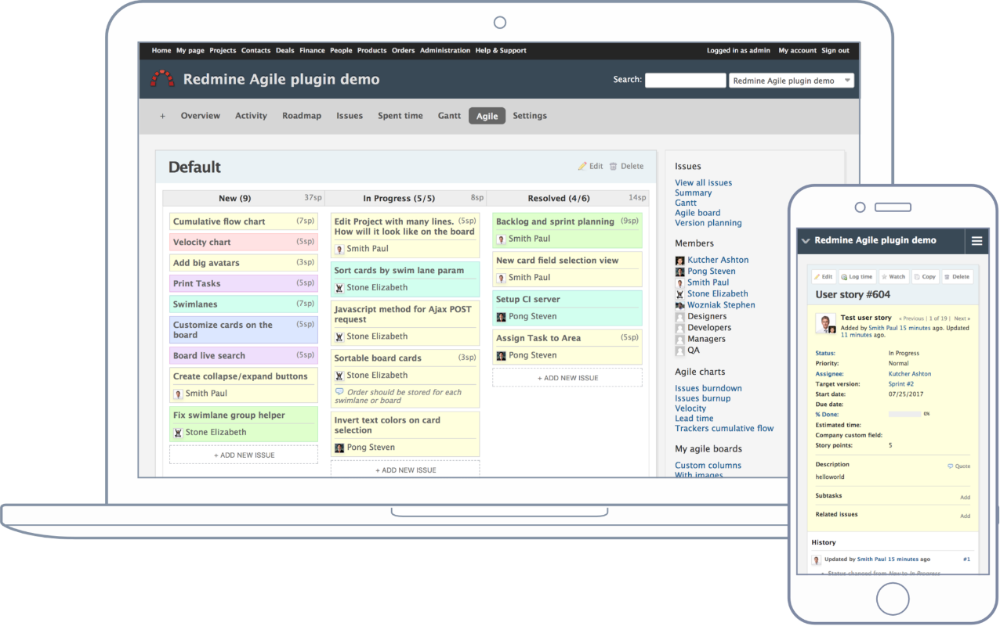 Home My page Projects Contacts Deals Finance People Products Orders Administration Help & Support
Logged in as admin My account Sign out
Redmine Agile plugin demo
Search:
Redmine Agile plugin demo
+ Overview Activity Roadmap Issues Spent time Gantt Agile Settings
Default
Edit Delete
New (9) 37sp
Cumulative flow chart (7sp)
Velocity chart (5sp)
Add big avatars (3sp)
Print Tasks (5sp)
Swimlanes (7sp)
Customize cards on the (5sp)
board
Board live search (5sp)
Create collapse/expand buttons
Smith Paul
Fix swimlane group helper
Stone Elizabeth
+ ADD NEW ISSUE
In Progress (5/5) 8sp
Edit Project with many lines. (5sp)
How will it look like on the board
Smith Paul
Sort cards by swim lane param
Stone Elizabeth
Javascript method for Ajax POST
request
Stone Elizabeth
Sortable board cards (3sp)
Stone Elizabeth
Order should be stored for each
swimlane or board
Invert text colors on card
selection
Pong Steven
+ ADD NEW ISSUE
Resolved (4/6) 14sp
Backlog and sprint planning (9sp)
Smith Paul
New card field selection view
Smith Paul
Setup CI server
Pong Steven
Assign Task to Area (5sp)
Pong Steven
+ ADD NEW ISSUE
Issues
View all issues
Summary
Gantt
Agile board
Version planning
Members
Kutcher Ashton
Pong Steven
Smith Paul
Stone Elizabeth
Wozniak Stephen
Designers
Developers
Managers
QA
Agile charts
Issues burndown
Issues burnup
Velocity
Lead time
Trackers cumulative flow
My agile boards
Custom columns
With images
Redmine Agile plugin demo
Edit Log time Watch Copy Delete
User story #604
Test user story « Previous | 1 of 19 | Next »
Added by Smith Paul 15 minutes ago. Updated
11 minutes ago.
Status: In Progress
Priority: Normal
Assignee: Kutcher Ashton
Target version: Sprint #2
Start date: 07/25/2017
Due date:
% Done: 0%
Estimated time:
Company custom field:
Story points: 5
Description Quote
helloworld
Subtasks Add
Related issues Add
History
Updated by Smith Paul 15 minutes ago #1
Status changed from New to In Progress